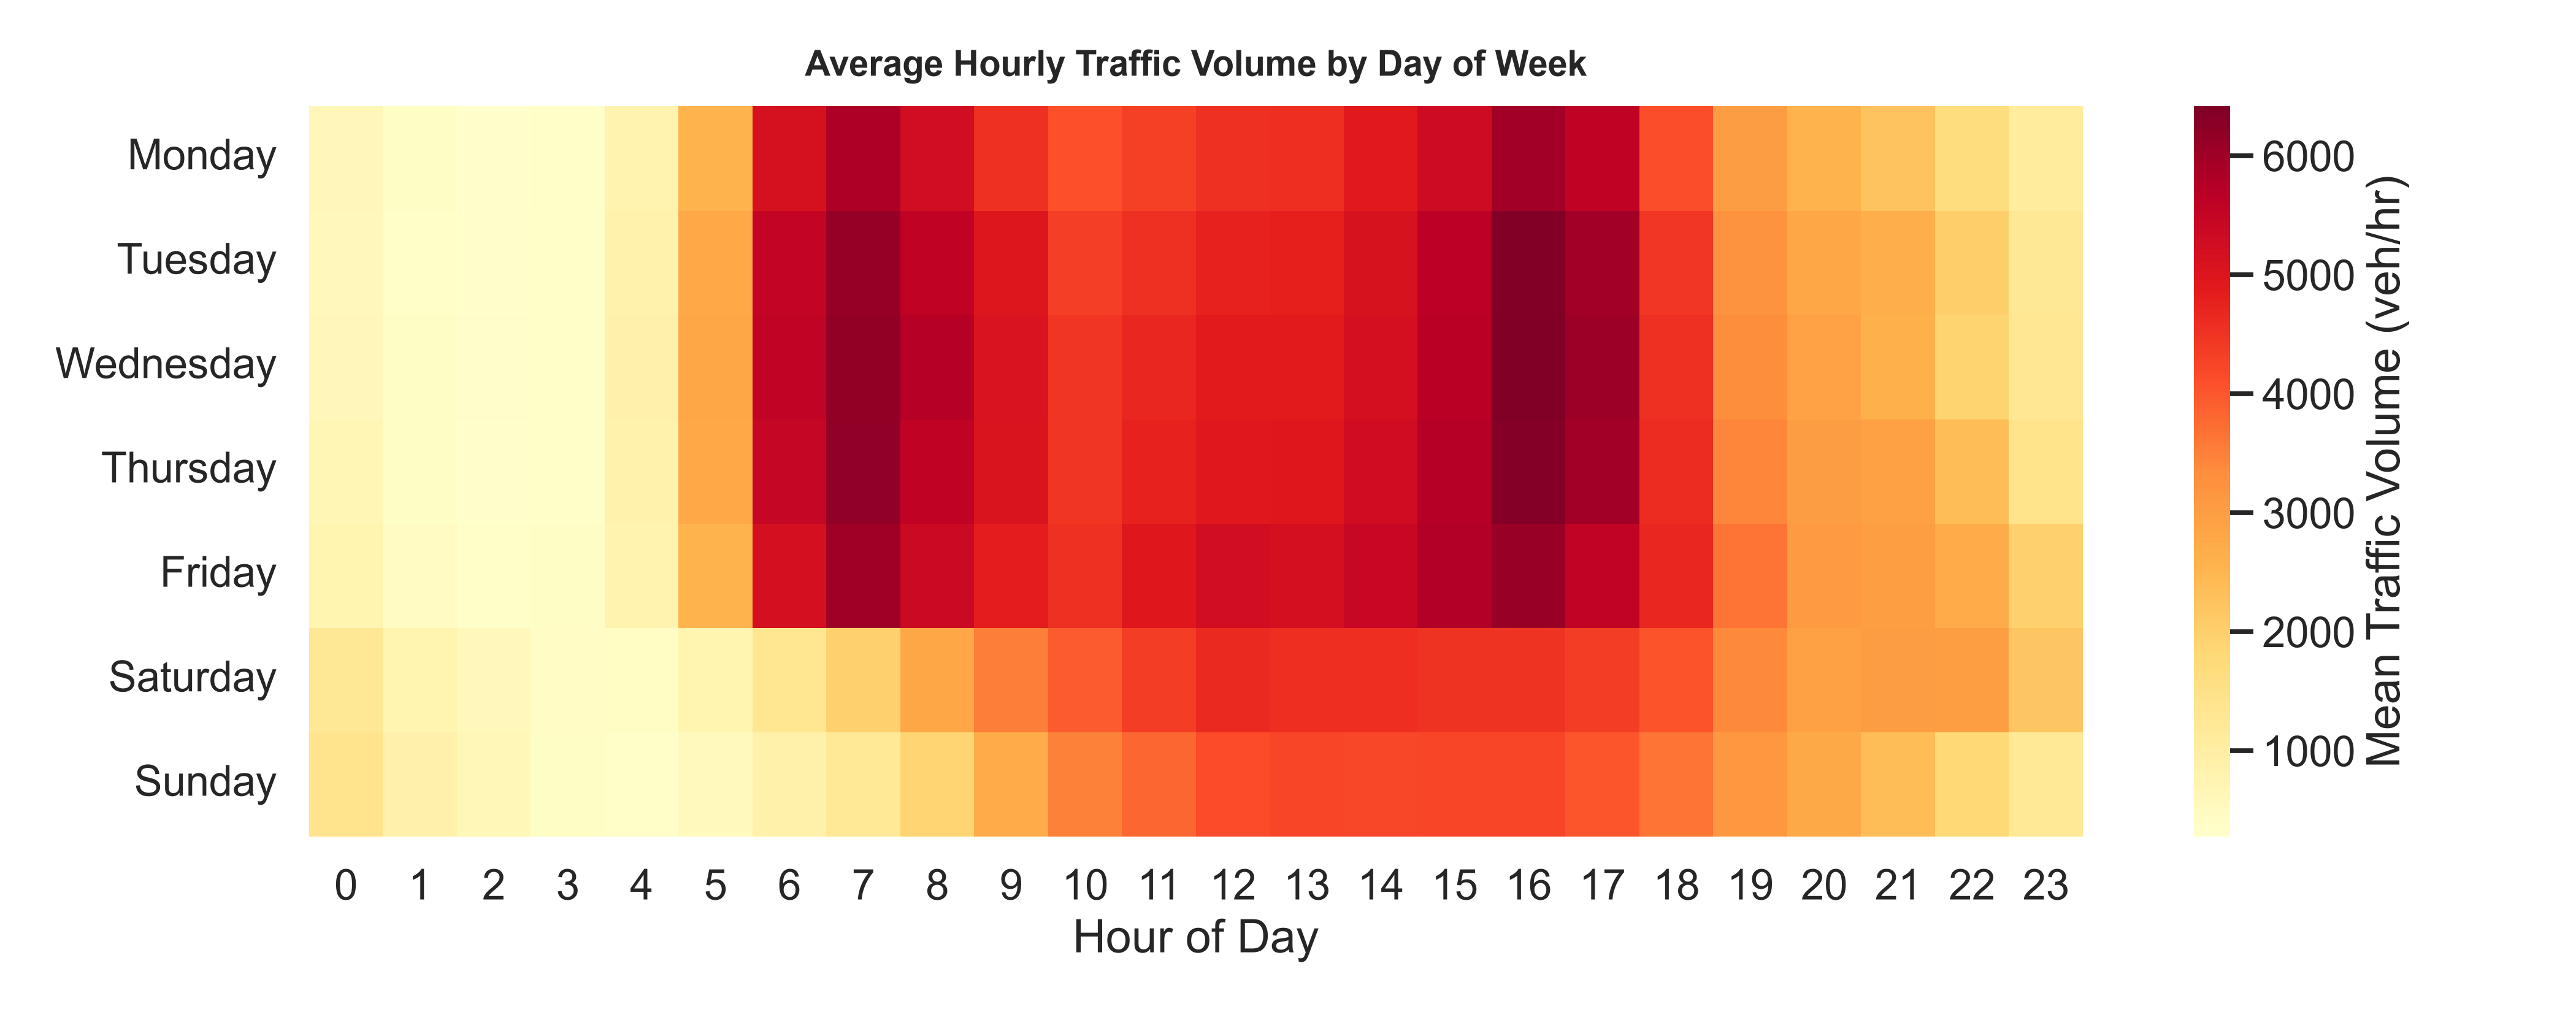 Average Hourly Traffic Volume by Day of Week
Monday
Tuesday
Wednesday
Thursday
Friday
Saturday
Sunday
0 1 2 3 4 5 6 7 8 9 10 11 12 13 14 15 16 17 18 19 20 21 22 23
Hour of Day
6000
5000
4000
3000
2000
1000
Mean Traffic Volume (veh/hr)